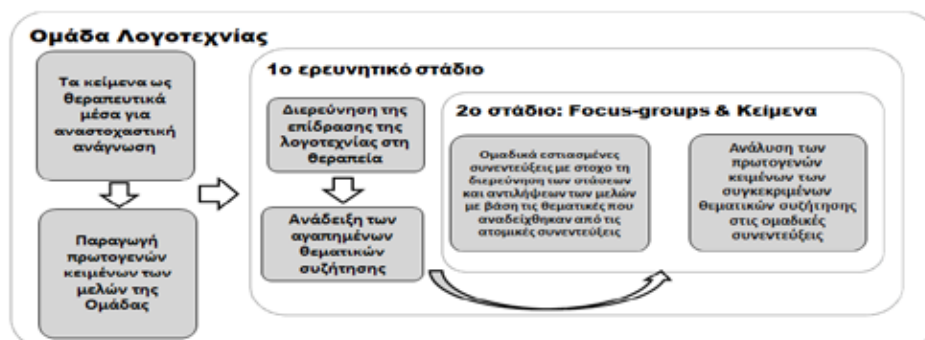 Ομάδα Λογοτεχνίας
Τα κείμενα ως
θεραπευτικά
μέσα για
αναστοχαστική
ανάγνωση
Παραγωγή
πρωτογενών
κειμένων των
μελών της
Ομάδας
1ο ερευνητικό στάδιο
Διερεύνηση της
επίδρασης της
λογοτεχνίας στη
θεραπεία
Ανάδειξη των
αγαπημένων
θεματικών
συζήτησης
2ο στάδιο: Focus-groups & Κείμενα
Ομαδικά εστιασμένες
συνεντεύξεις με στοχο τη
διερεύνηση των στάσεων
και αντιλήψεων των μελών
με βάση τις θεματικές που
αναδείχθηκαν από τις
ατομικές συνεντεύξεις
Ανάλυση των
πρωτογενών
κειμένων των
συγκεκριμένων
θεματικών συζήτησης
στις ομαδικές
συνεντεύξεις